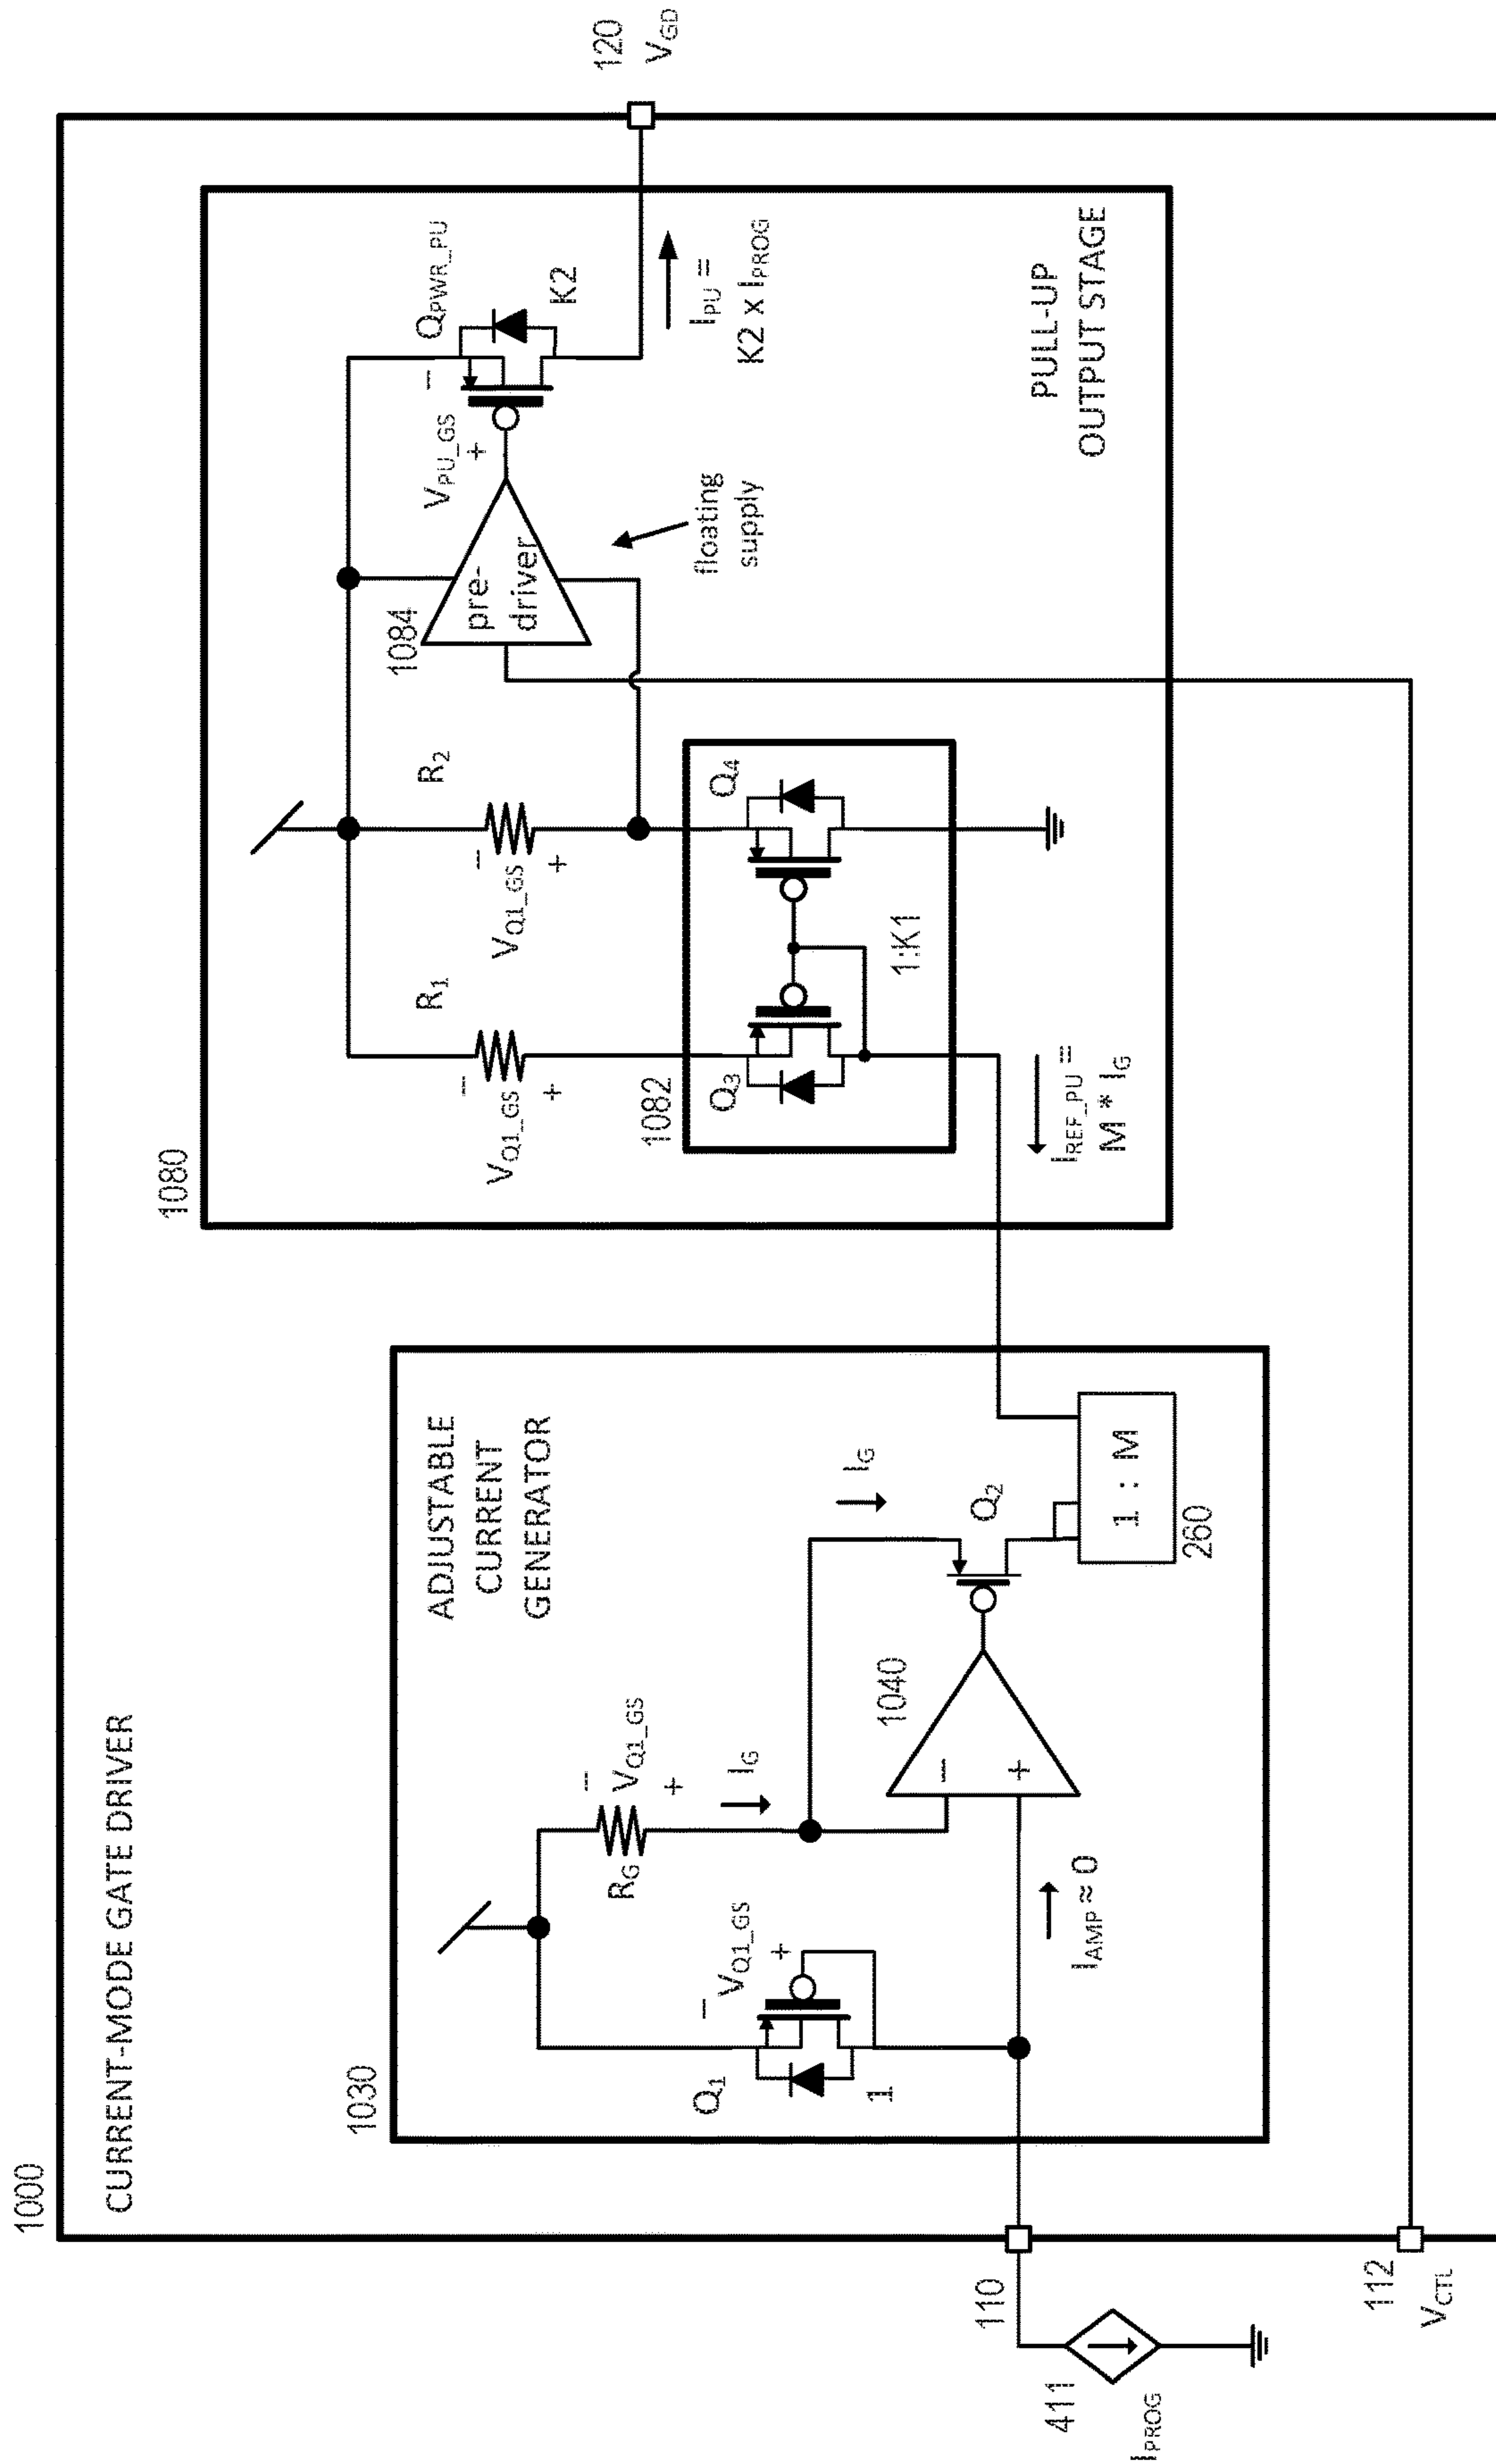 1000
CURRENT-MODE GATE DRIVER
1030
ADJUSTABLE
CURRENT
GENERATOR
Q1
1
−
VQ1_GS
+
RG
−
VQ1_GS
+
IG
IAMP ≈ 0
1040
−
+
IG
Q2
1 : M
260
110
411
IPROG
112
VCTL
1080
R1
−
VQ1_GS
+
R2
−
VQ1_GS
+
1082
Q3
Q4
1:K1
IREF_PU =
M * IG
1084
pre-
driver
floating
supply
VPU_GS
+
−
QPWR_PU
K2
IPU =
K2 x IPROG
PULL-UP
OUTPUT STAGE
120
VGD